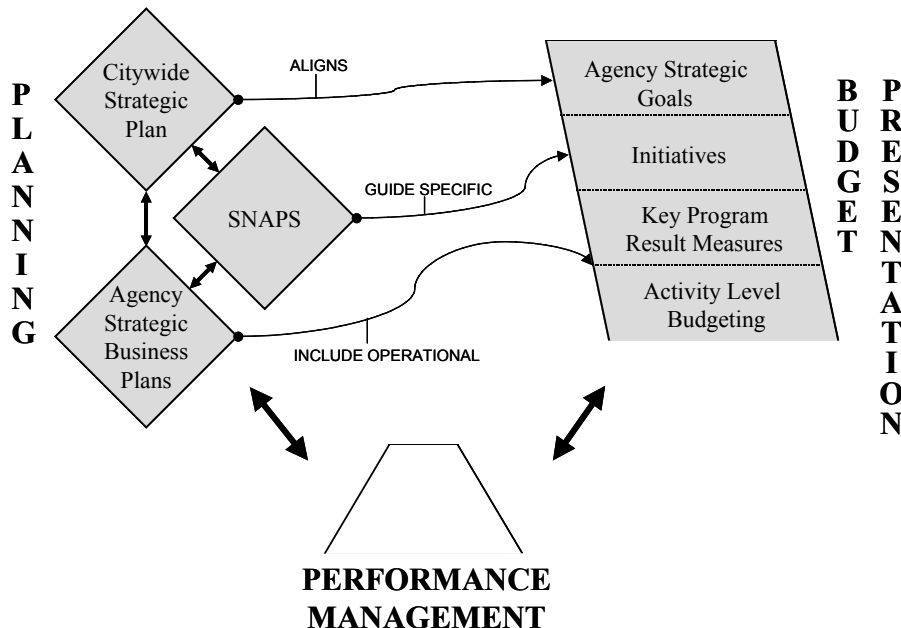 PLANNING
Citywide
Strategic
Plan
SNAPS
Agency
Strategic
Business
Plans
ALIGNS
GUIDE SPECIFIC
INCLUDE OPERATIONAL
Agency Strategic
Goals
Initiatives
Key Program
Result Measures
Activity Level
Budgeting
BUDGET
PRESENTATION
PERFORMANCE
MANAGEMENT